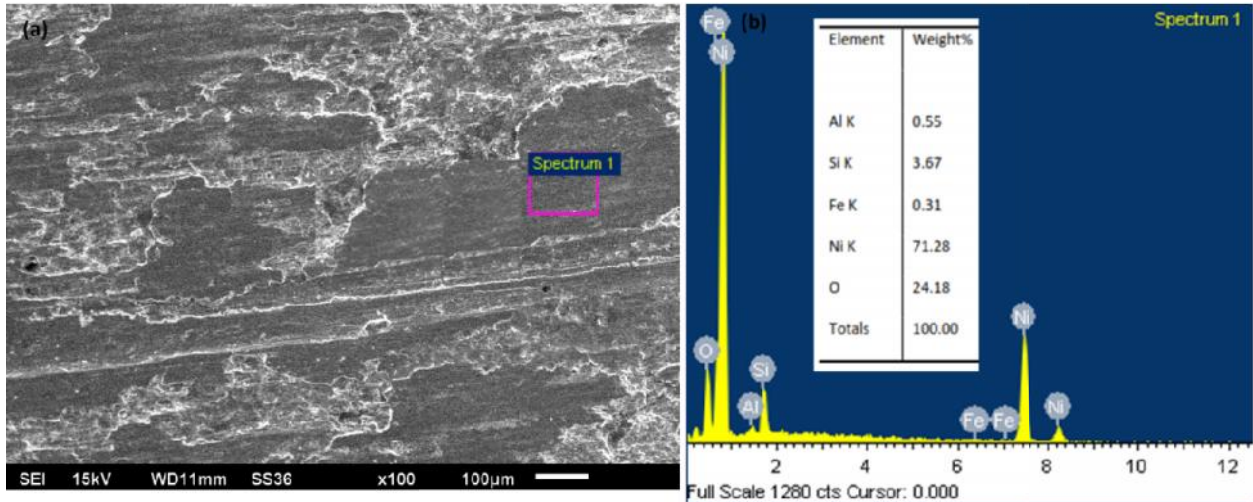 (a)
Spectrum 1
SEI 15kV WD11mm SS36 x100 100µm
(b)
Spectrum 1
Fe
Ni
Element Weight%
Al K 0.55
Si K 3.67
Fe K 0.31
Ni K 71.28
O 24.18
Totals 100.00
O
Al
Si
Fe
Fe
Ni
Ni
2 4 6 8 10 12
Full Scale 1280 cts Cursor: 0.000